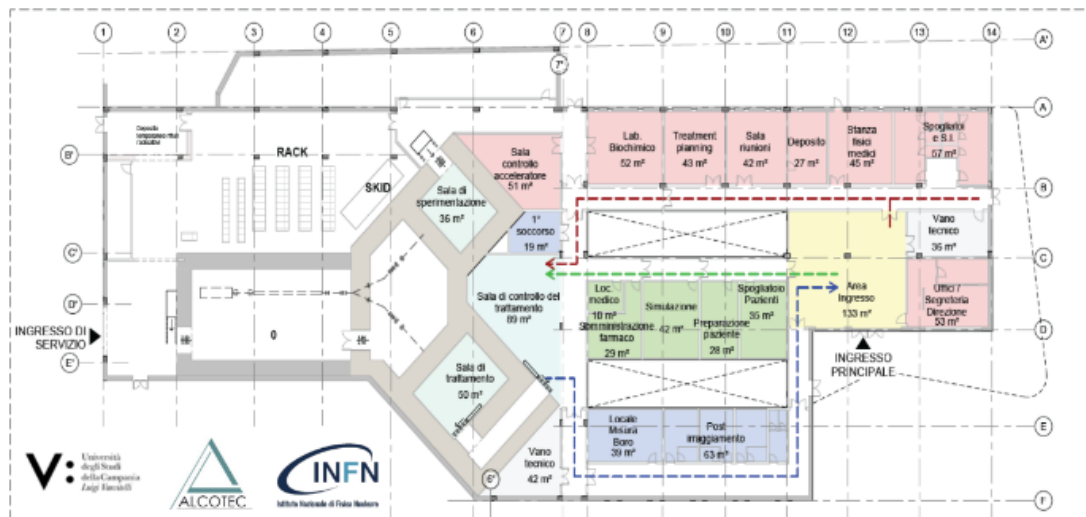 1 2 3 4 5 6 7 8 9 10 11 12 13 14
A'
7'
A
Deposito
temporaneo rifiuti
radioattivi
B'
RACK
SKID
Sala
controllo
acceleratore
51 m²
Lab.
Biochimico
52 m²
Treatment
planning
43 m²
Sala
riunioni
42 m²
Deposito
27 m²
Stanza
fisici
medici
45 m²
Spogliatoi
e S.I.
57 m²
B
Sala di
sperimentazione
36 m²
1°
soccorso
19 m²
Vano
tecnico
36 m²
C'
C
Sala di controllo del
trattamento
89 m²
Loc.
medico
10 m²
Somministrazione
farmaco
29 m²
Simulazione
42 m²
Spogliatoio
Pazienti
35 m²
Preparazione
paziente
28 m²
Area
Ingresso
133 m²
Uffici /
Segreteria
Direzione
53 m²
D'
D
INGRESSO DI
SERVIZIO
0
E'
INGRESSO
PRINCIPALE
Sala di
trattamento
50 m²
Locale
Misura
Boro
39 m²
Post
irraggiamento
63 m²
E
Vano
tecnico
42 m²
6'
F
V:
Università
degli Studi
della Campania
Luigi Vanvitelli
ALCOTEC
INFN
Istituto Nazionale di Fisica Nucleare